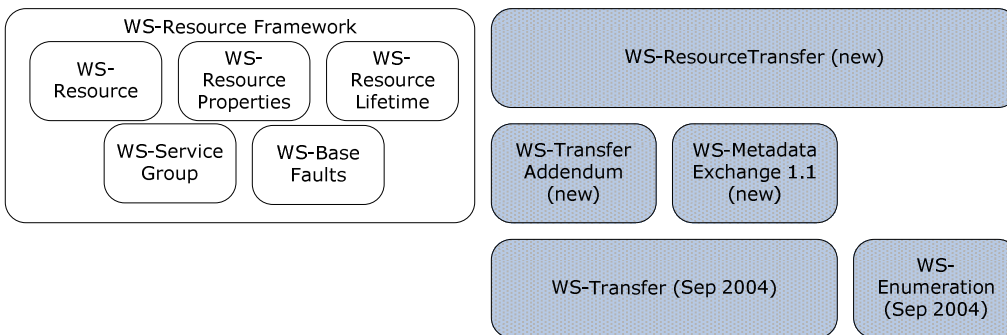 WS-Resource Framework
WS-
Resource
WS-
Resource
Properties
WS-
Resource
Lifetime
WS-Service
Group
WS-Base
Faults
WS-ResourceTransfer (new)
WS-Transfer
Addendum
(new)
WS-Metadata
Exchange 1.1
(new)
WS-Transfer (Sep 2004)
WS-
Enumeration
(Sep 2004)